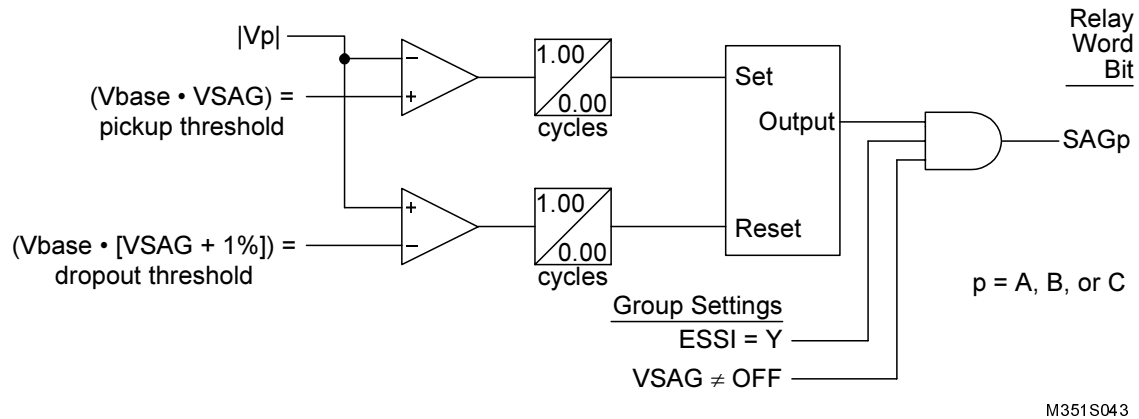 Relay
Word
Bit
|Vp|
(Vbase • VSAG) =
pickup threshold
−
+
1.00
0.00
cycles
Set
Output
Reset
SAGp
+
−
1.00
0.00
cycles
(Vbase • [VSAG + 1%]) =
dropout threshold
p = A, B, or C
Group Settings
ESSI = Y
VSAG ≠ OFF
M351S043